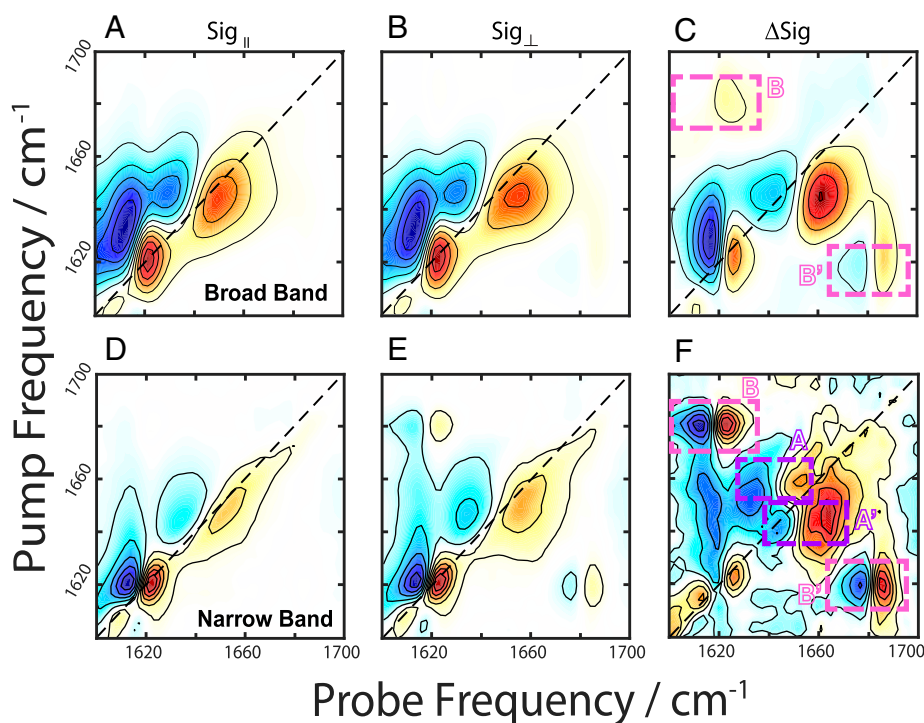 A Sig∥ B Sig⊥ C ΔSig
Pump Frequency / cm-1
1700
1660
1620
Broad Band
B
B'
D E F
1700
1660
1620
Narrow Band
B
A
A'
B'
1620 1660 1700 1620 1660 1700 1620 1660 1700
Probe Frequency / cm-1